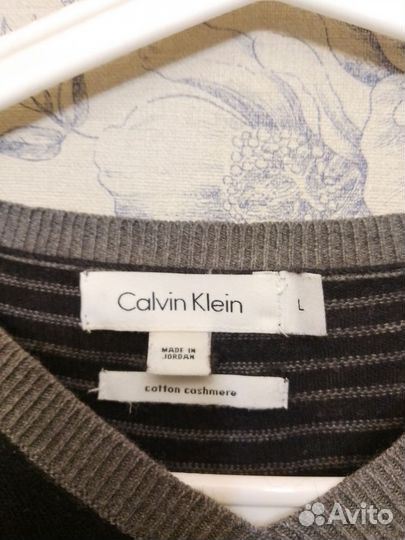 Calvin Klein
L
MADE IN
JORDAN
cotton cashmere
Avito